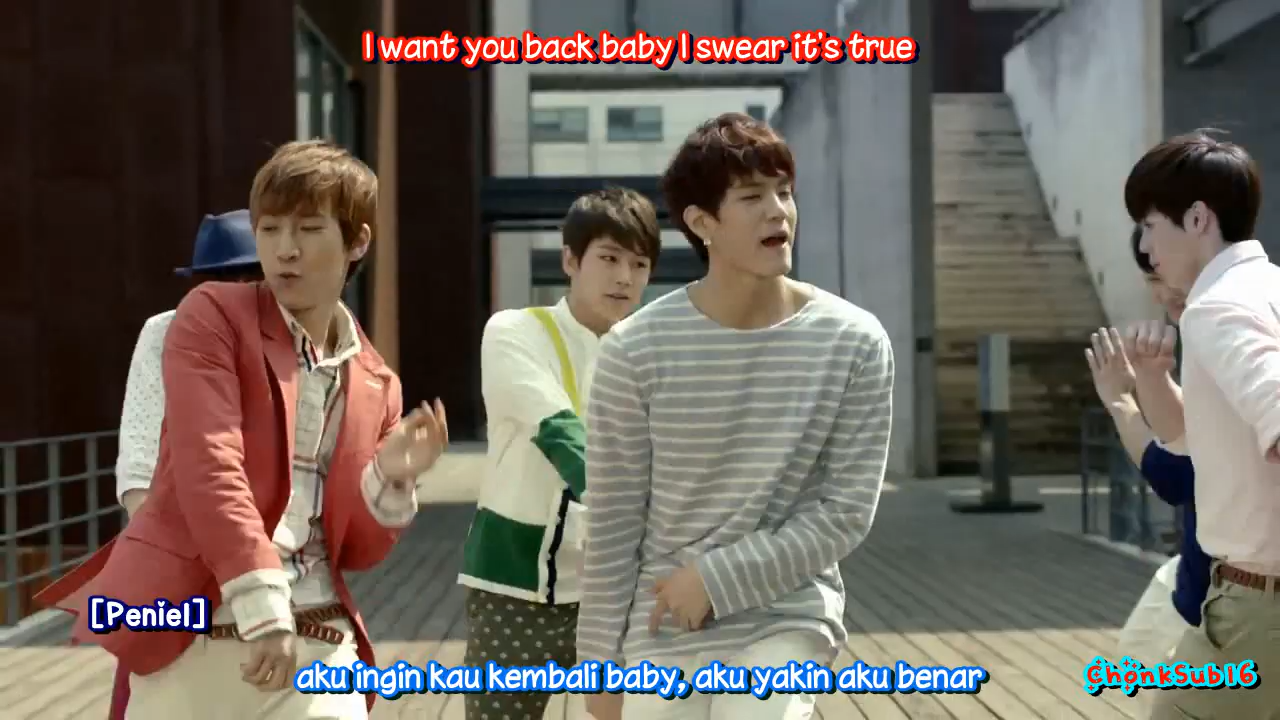 I want you back baby I swear it's true
[Peniel]
aku ingin kau kembali baby, aku yakin aku benar
ChonkSub16